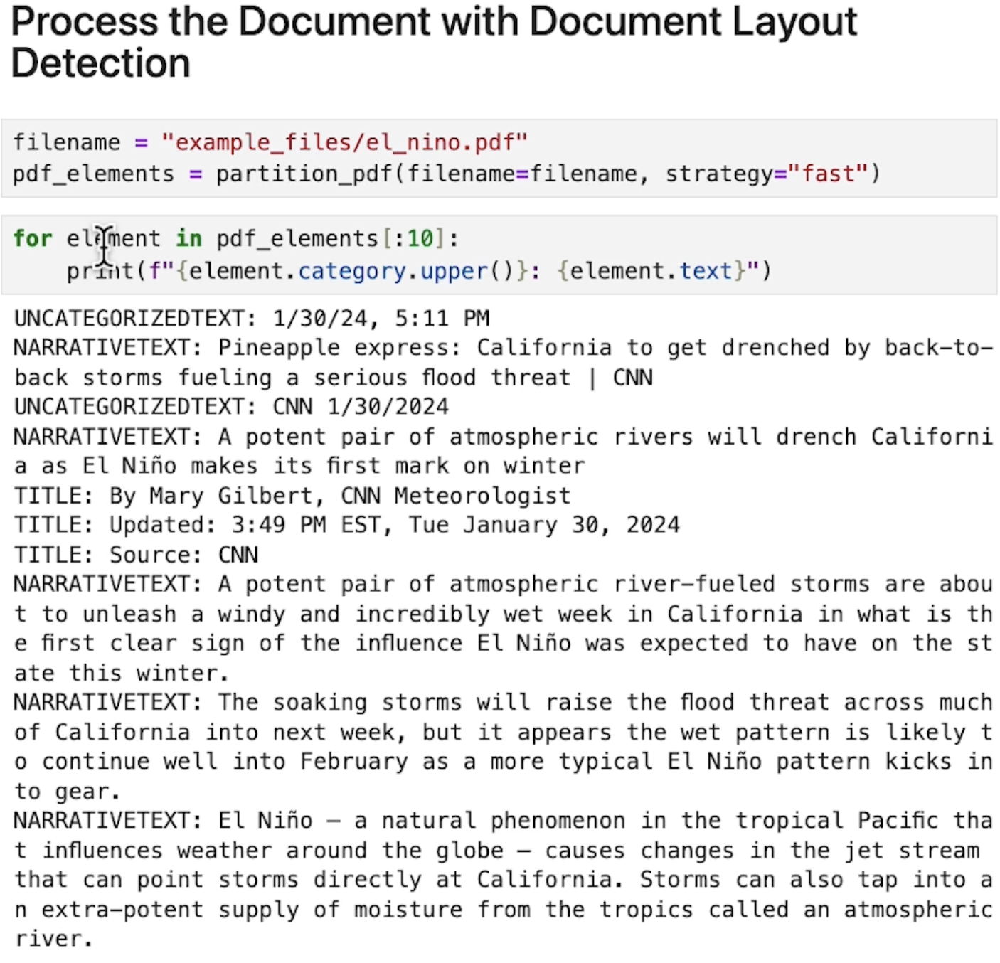 Process the Document with Document Layout
Detection
filename = "example_files/el_nino.pdf"
pdf_elements = partition_pdf(filename=filename, strategy="fast")
for element in pdf_elements[:10]:
    print(f"{element.category.upper()}: {element.text}")
UNCATEGORIZEDTEXT: 1/30/24, 5:11 PM
NARRATIVETEXT: Pineapple express: California to get drenched by back-to-
back storms fueling a serious flood threat | CNN
UNCATEGORIZEDTEXT: CNN 1/30/2024
NARRATIVETEXT: A potent pair of atmospheric rivers will drench Californi
a as El Niño makes its first mark on winter
TITLE: By Mary Gilbert, CNN Meteorologist
TITLE: Updated: 3:49 PM EST, Tue January 30, 2024
TITLE: Source: CNN
NARRATIVETEXT: A potent pair of atmospheric river-fueled storms are abou
t to unleash a windy and incredibly wet week in California in what is th
e first clear sign of the influence El Niño was expected to have on the st
ate this winter.
NARRATIVETEXT: The soaking storms will raise the flood threat across much
of California into next week, but it appears the wet pattern is likely t
o continue well into February as a more typical El Niño pattern kicks in
to gear.
NARRATIVETEXT: El Niño – a natural phenomenon in the tropical Pacific tha
t influences weather around the globe – causes changes in the jet stream
that can point storms directly at California. Storms can also tap into a
n extra-potent supply of moisture from the tropics called an atmospheric
river.